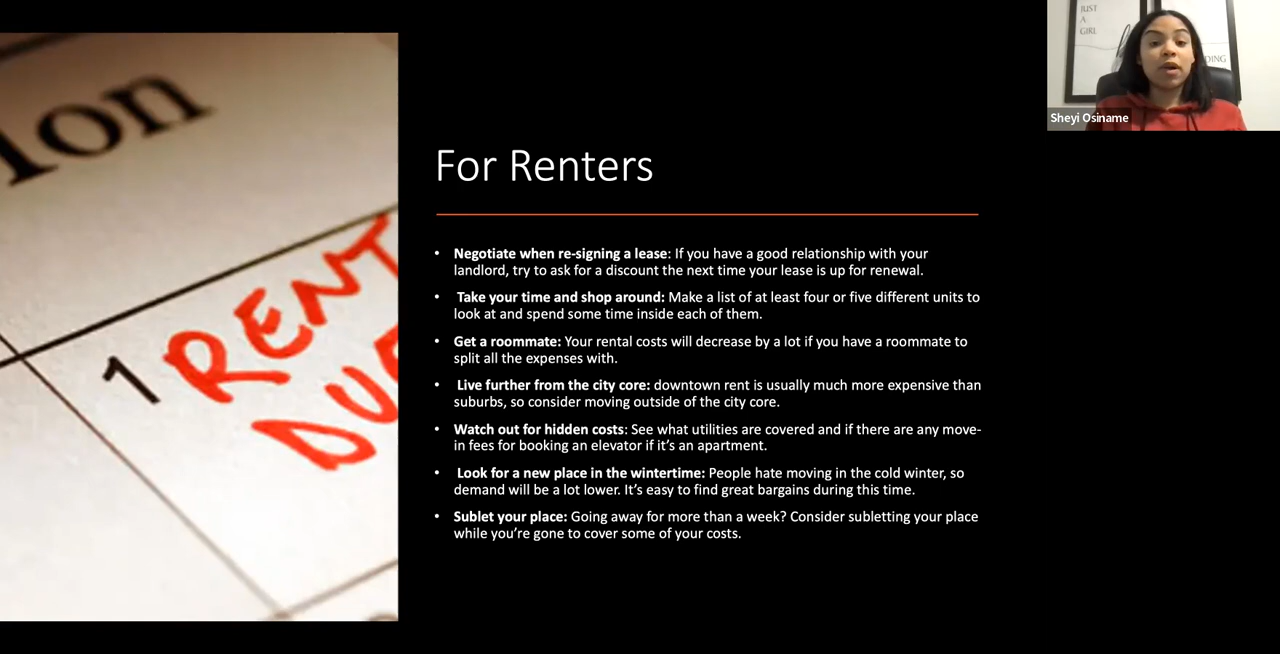 lon
1 RENT
DUE
JUST
A
GIRL
DING
Sheyi Osiname
For Renters
• Negotiate when re-signing a lease: If you have a good relationship with your
landlord, try to ask for a discount the next time your lease is up for renewal.
• Take your time and shop around: Make a list of at least four or five different units to
look at and spend some time inside each of them.
• Get a roommate: Your rental costs will decrease by a lot if you have a roommate to
split all the expenses with.
• Live further from the city core: downtown rent is usually much more expensive than
suburbs, so consider moving outside of the city core.
• Watch out for hidden costs: See what utilities are covered and if there are any move-
in fees for booking an elevator if it's an apartment.
• Look for a new place in the wintertime: People hate moving in the cold winter, so
demand will be a lot lower. It's easy to find great bargains during this time.
• Sublet your place: Going away for more than a week? Consider subletting your place
while you're gone to cover some of your costs.